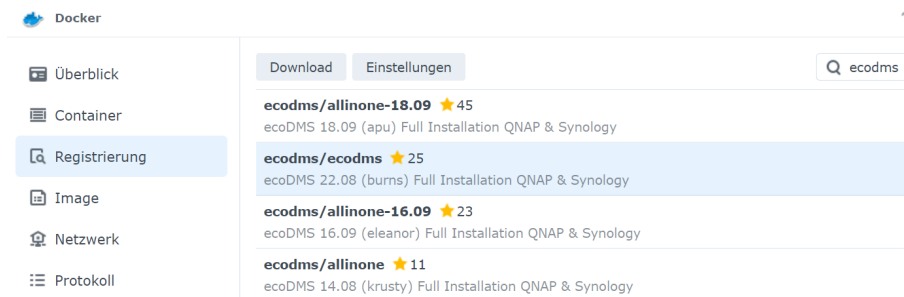 Docker
Überblick
Container
Registrierung
Image
Netzwerk
Protokoll
Download Einstellungen ecodms
ecodms/allinone-18.09 45
ecoDMS 18.09 (apu) Full Installation QNAP & Synology
ecodms/ecodms 25
ecoDMS 22.08 (burns) Full Installation QNAP & Synology
ecodms/allinone-16.09 23
ecoDMS 16.09 (eleanor) Full Installation QNAP & Synology
ecodms/allinone 11
ecoDMS 14.08 (krusty) Full Installation QNAP & Synology